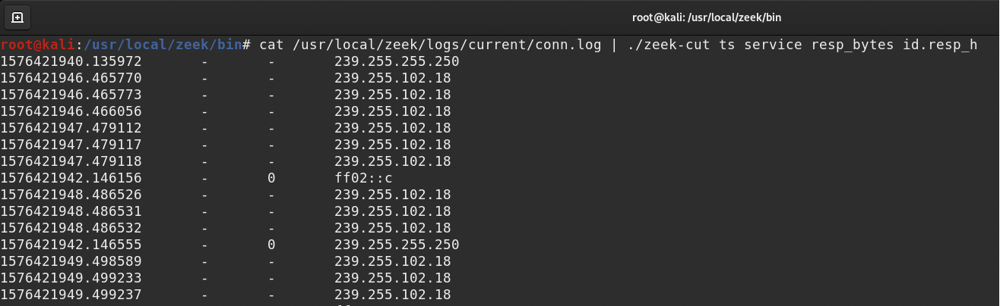 root@kali: /usr/local/zeek/bin
root@kali:/usr/local/zeek/bin# cat /usr/local/zeek/logs/current/conn.log | ./zeek-cut ts service resp_bytes id.resp_h
1576421940.135972 - - 239.255.255.250
1576421946.465770 - - 239.255.102.18
1576421946.465773 - - 239.255.102.18
1576421946.466056 - - 239.255.102.18
1576421947.479112 - - 239.255.102.18
1576421947.479117 - - 239.255.102.18
1576421947.479118 - - 239.255.102.18
1576421942.146156 - 0 ff02::c
1576421948.486526 - - 239.255.102.18
1576421948.486531 - - 239.255.102.18
1576421948.486532 - - 239.255.102.18
1576421942.146555 - 0 239.255.255.250
1576421949.498589 - - 239.255.102.18
1576421949.499233 - - 239.255.102.18
1576421949.499237 - - 239.255.102.18